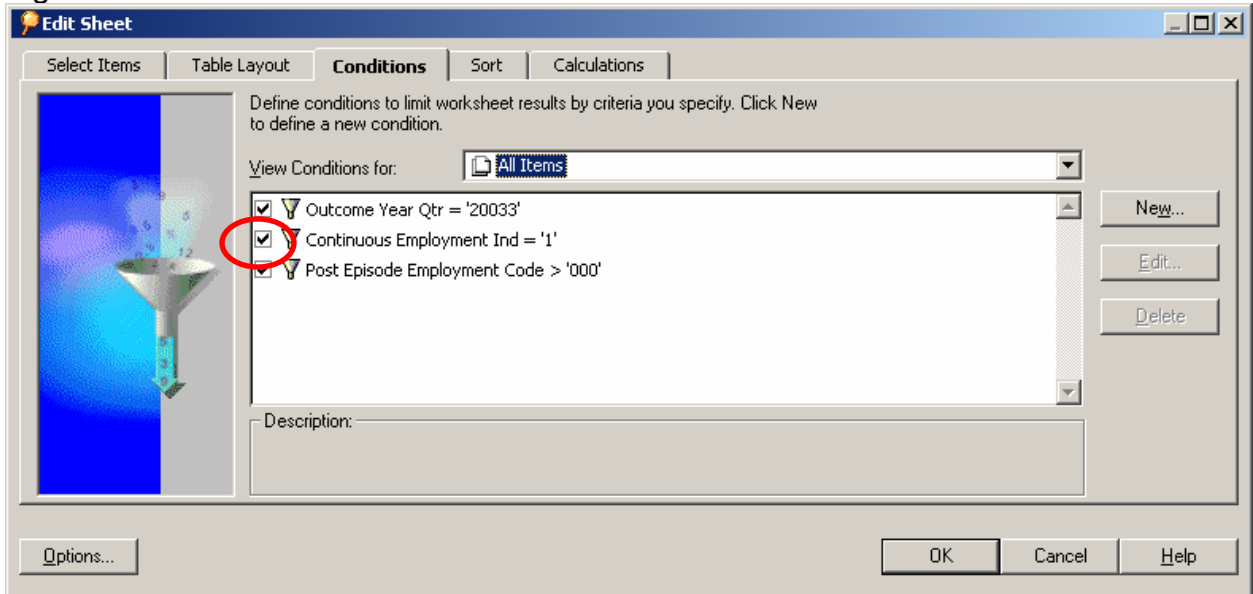 Edit Sheet
Select Items Table Layout Conditions Sort Calculations
Define conditions to limit worksheet results by criteria you specify. Click New
to define a new condition.
View Conditions for: All Items
Outcome Year Qtr = '20033'
Continuous Employment Ind = '1'
Post Episode Employment Code > '000'
New...
Edit...
Delete
Description:
Options... OK Cancel Help